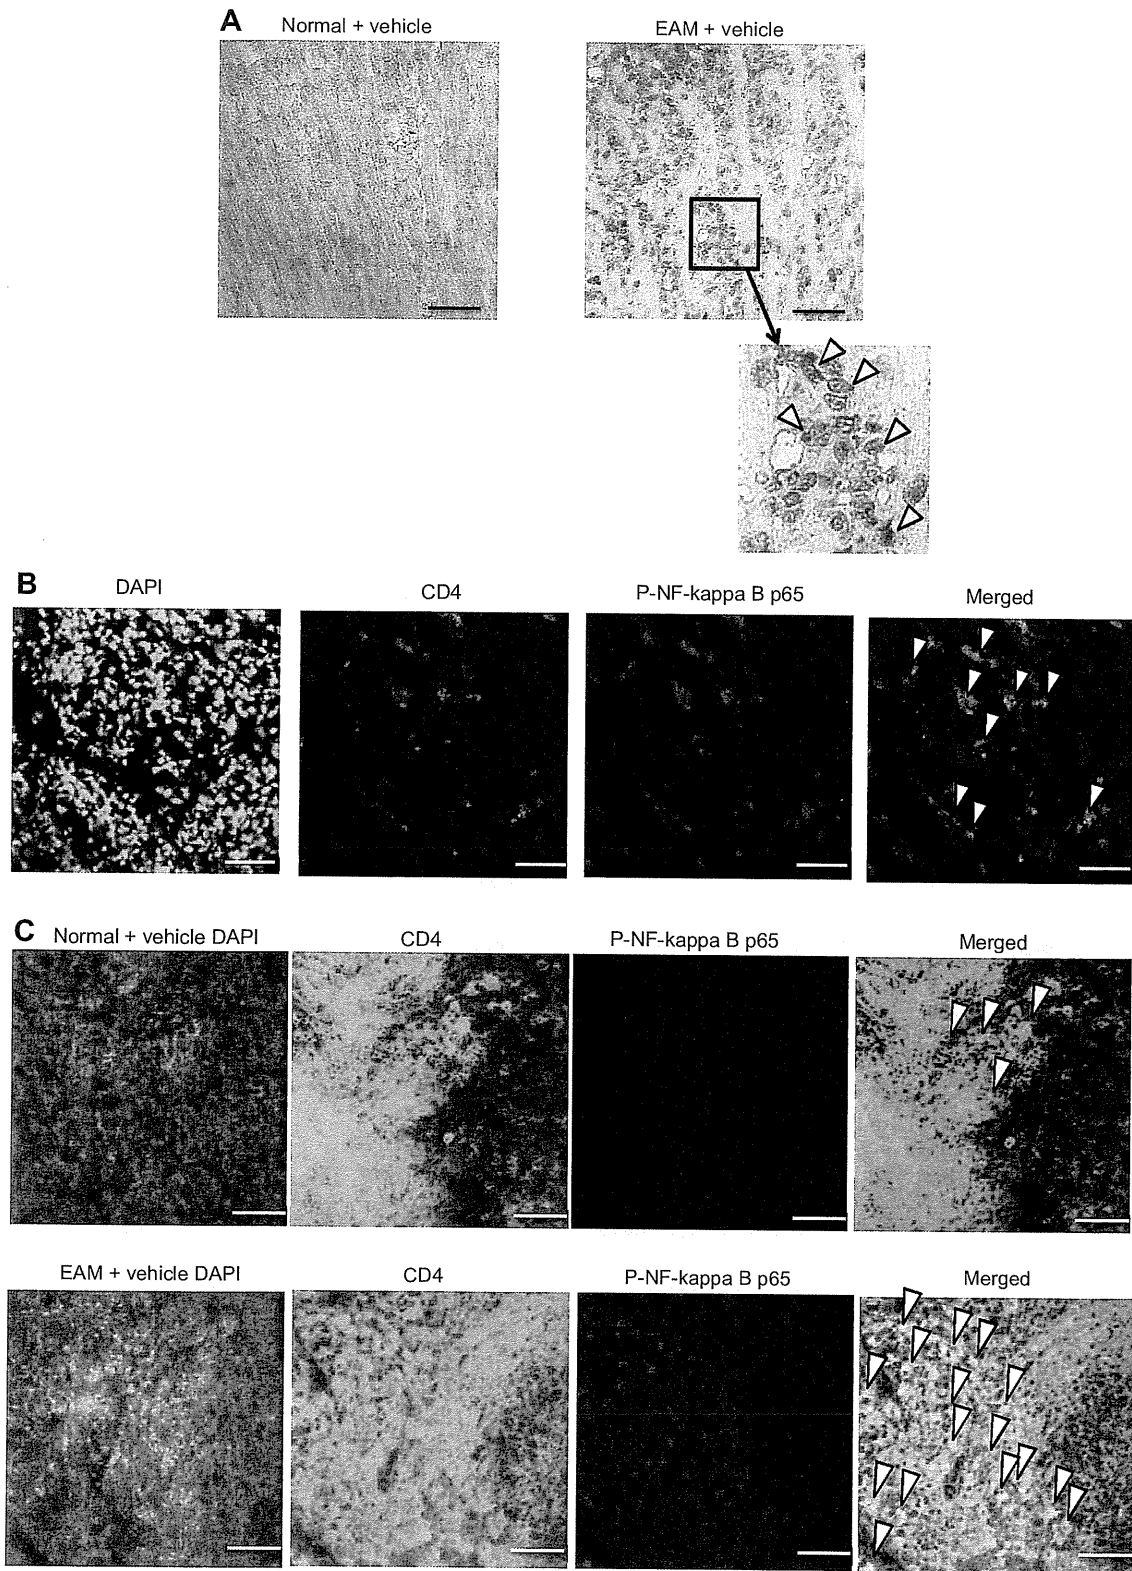 A
Normal + vehicle
EAM + vehicle
B
DAPI
CD4
P-NF-kappa B p65
Merged
C
Normal + vehicle DAPI
CD4
P-NF-kappa B p65
Merged
EAM + vehicle DAPI
CD4
P-NF-kappa B p65
Merged